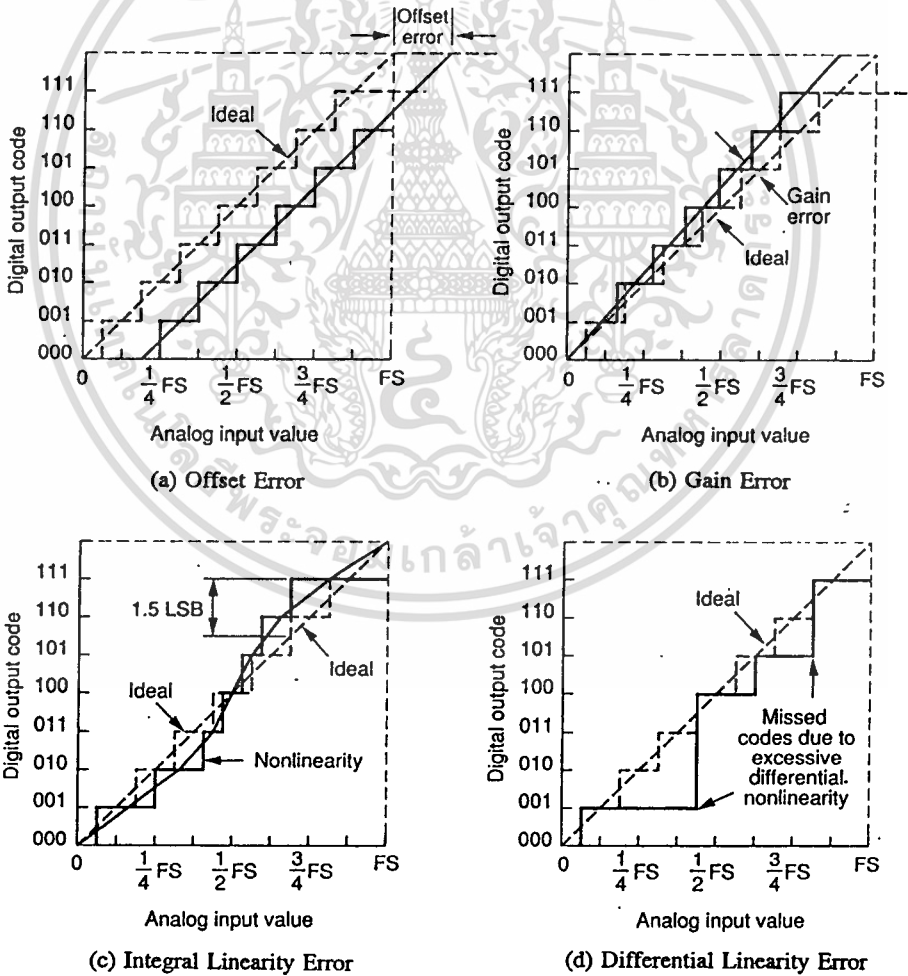 Offset
error
Digital output code
111
110
101
100
011
010
001
000
Ideal
0
1/4 FS
1/2 FS
3/4 FS
FS
Analog input value
(a) Offset Error
Digital output code
111
110
101
100
011
010
001
000
Gain
error
Ideal
0
1/4 FS
1/2 FS
3/4 FS
FS
Analog input value
(b) Gain Error
Digital output code
111
110
101
100
011
010
001
000
1.5 LSB
Ideal
Ideal
Nonlinearity
0
1/4 FS
1/2 FS
3/4 FS
FS
Analog input value
(c) Integral Linearity Error
Digital output code
111
110
101
100
011
010
001
000
Ideal
Missed
codes due to
excessive
differential
nonlinearity
0
1/4 FS
1/2 FS
3/4 FS
FS
Analog input value
(d) Differential Linearity Error